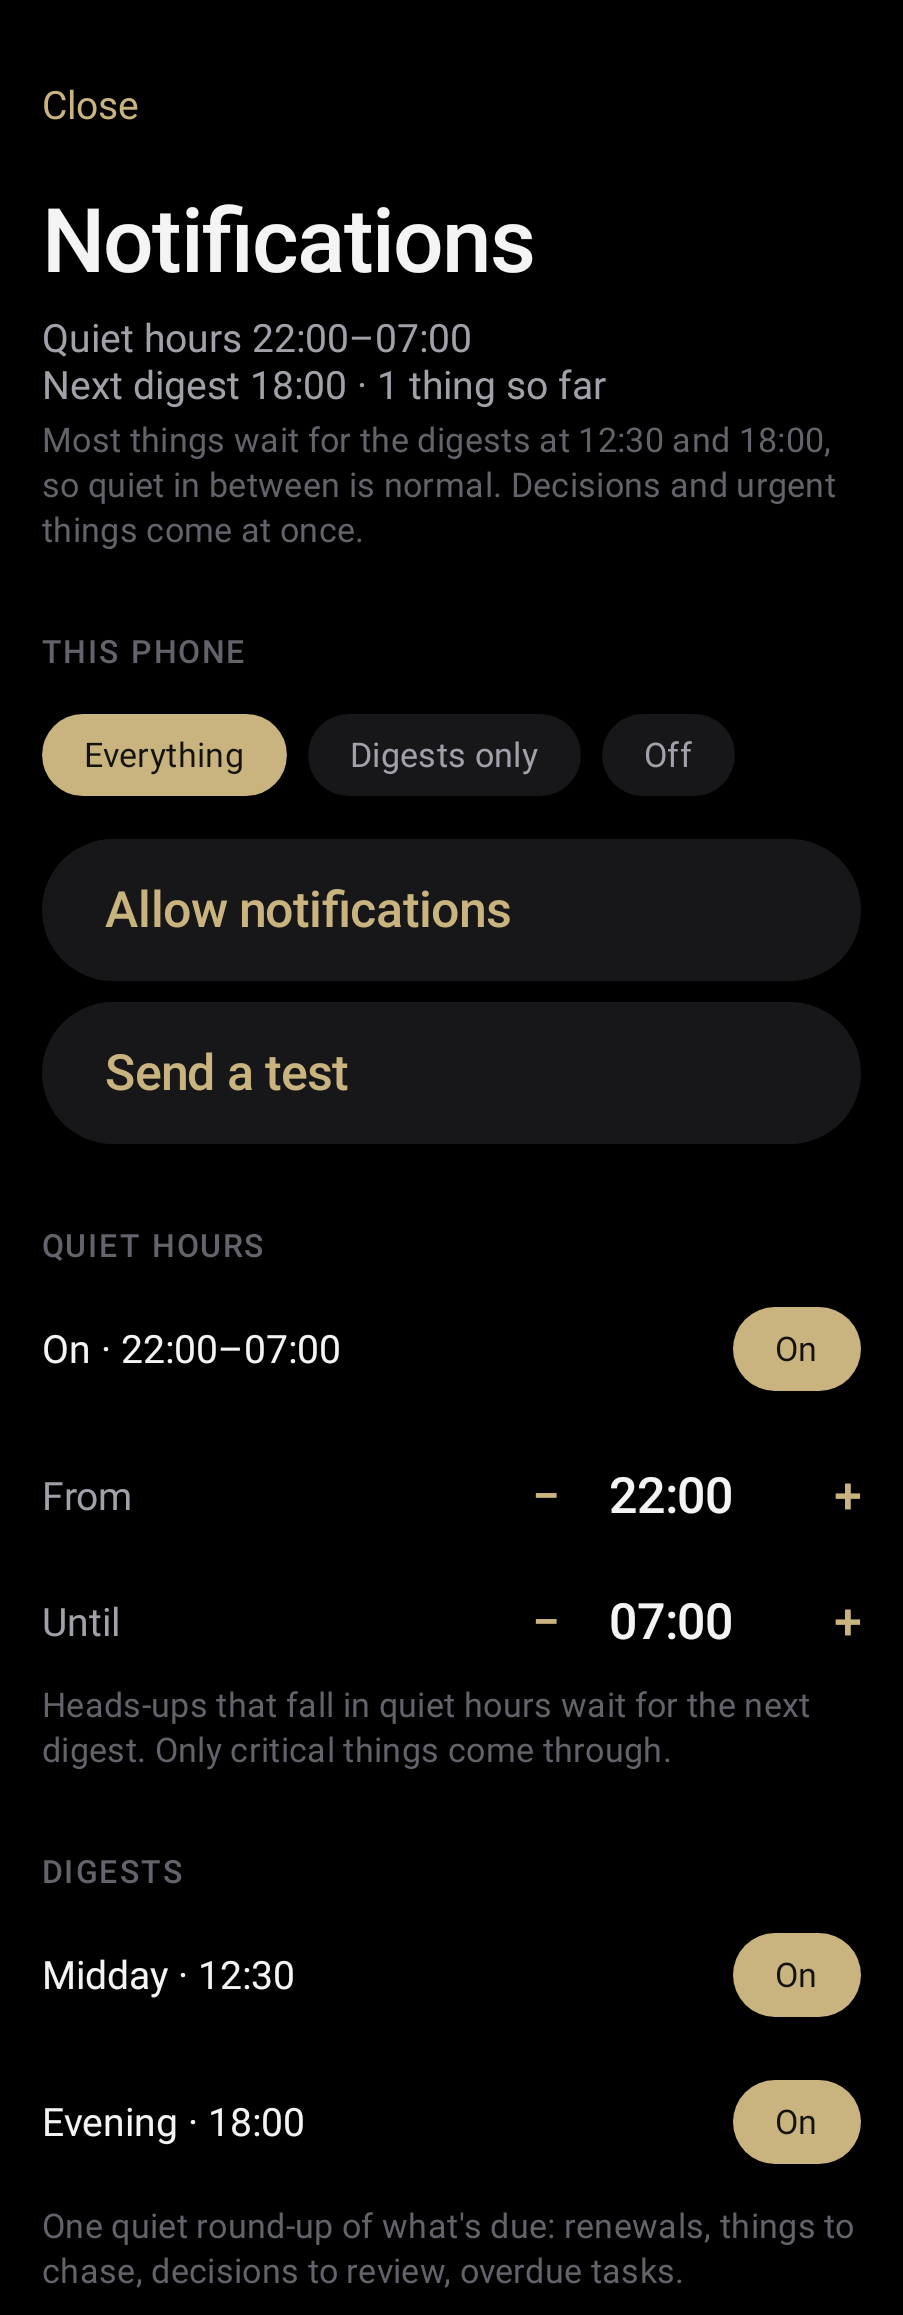 Close
Notifications
Quiet hours 22:00–07:00
Next digest 18:00 · 1 thing so far
Most things wait for the digests at 12:30 and 18:00,
so quiet in between is normal. Decisions and urgent
things come at once.
THIS PHONE
Everything Digests only Off
Allow notifications
Send a test
QUIET HOURS
On · 22:00–07:00 On
From − 22:00 +
Until − 07:00 +
Heads-ups that fall in quiet hours wait for the next
digest. Only critical things come through.
DIGESTS
Midday · 12:30 On
Evening · 18:00 On
One quiet round-up of what's due: renewals, things to
chase, decisions to review, overdue tasks.